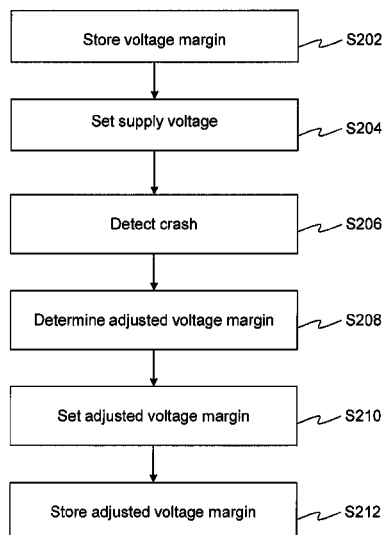 Store voltage margin S202
Set supply voltage S204
Detect crash S206
Determine adjusted voltage margin S208
Set adjusted voltage margin S210
Store adjusted voltage margin S212